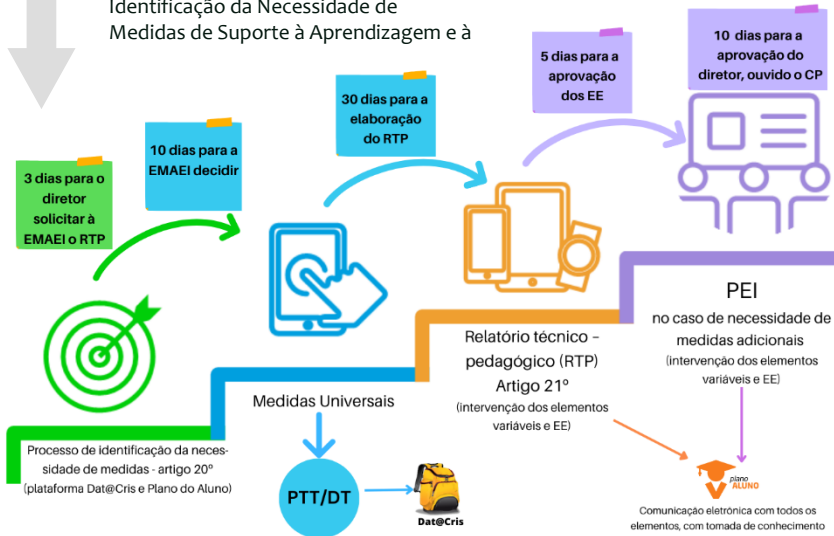 Identificação da Necessidade de
Medidas de Suporte à Aprendizagem e à
3 dias para o
diretor
solicitar à
EMAEI o RTP
10 dias para a
EMAEI decidir
30 dias para a
elaboração
do RTP
5 dias para a
aprovação
dos EE
10 dias para a
aprovação do
diretor, ouvido o CP
Processo de identificação da neces-
sidade de medidas - artigo 20º
(plataforma Dat@Cris e Plano do Aluno)
Medidas Universais
PTT/DT
Dat@Cris
Relatório técnico –
pedagógico (RTP)
Artigo 21º
(intervenção dos elementos
variáveis e EE)
PEI
no caso de necessidade de
medidas adicionais
(intervenção dos elementos
variáveis e EE)
plano
ALUNO
Comunicação eletrónica com todos os
elementos, com tomada de conhecimento